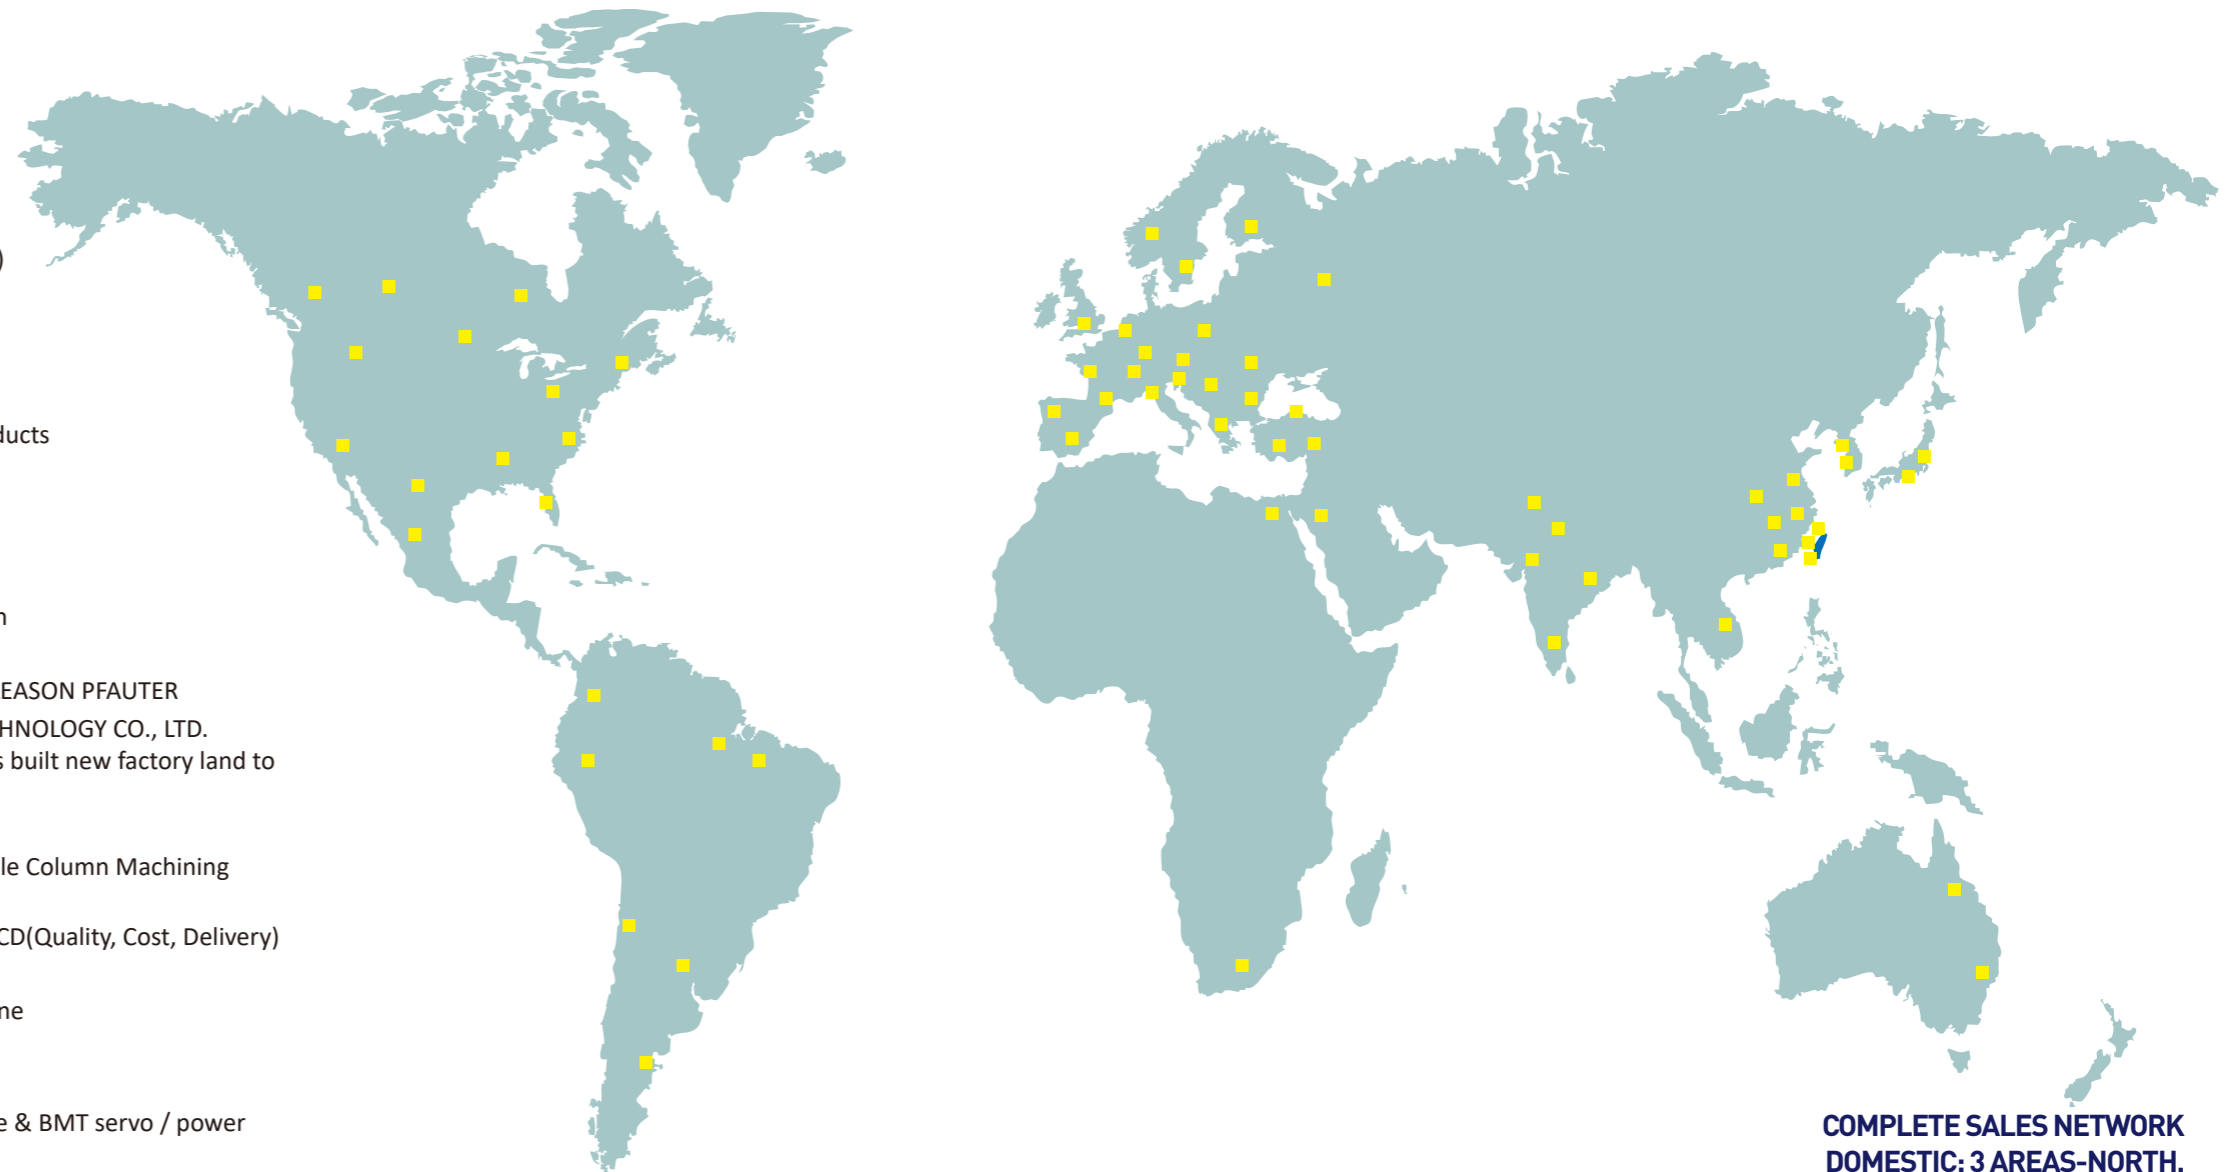 )
ducts
n
EASON PFAUTER
HNOLOGY CO., LTD.
s built new factory land to
le Column Machining
CD(Quality, Cost, Delivery)
ne
e & BMT servo / power
COMPLETE SALES NETWORK
DOMESTIC: 3 AREAS-NORTH,